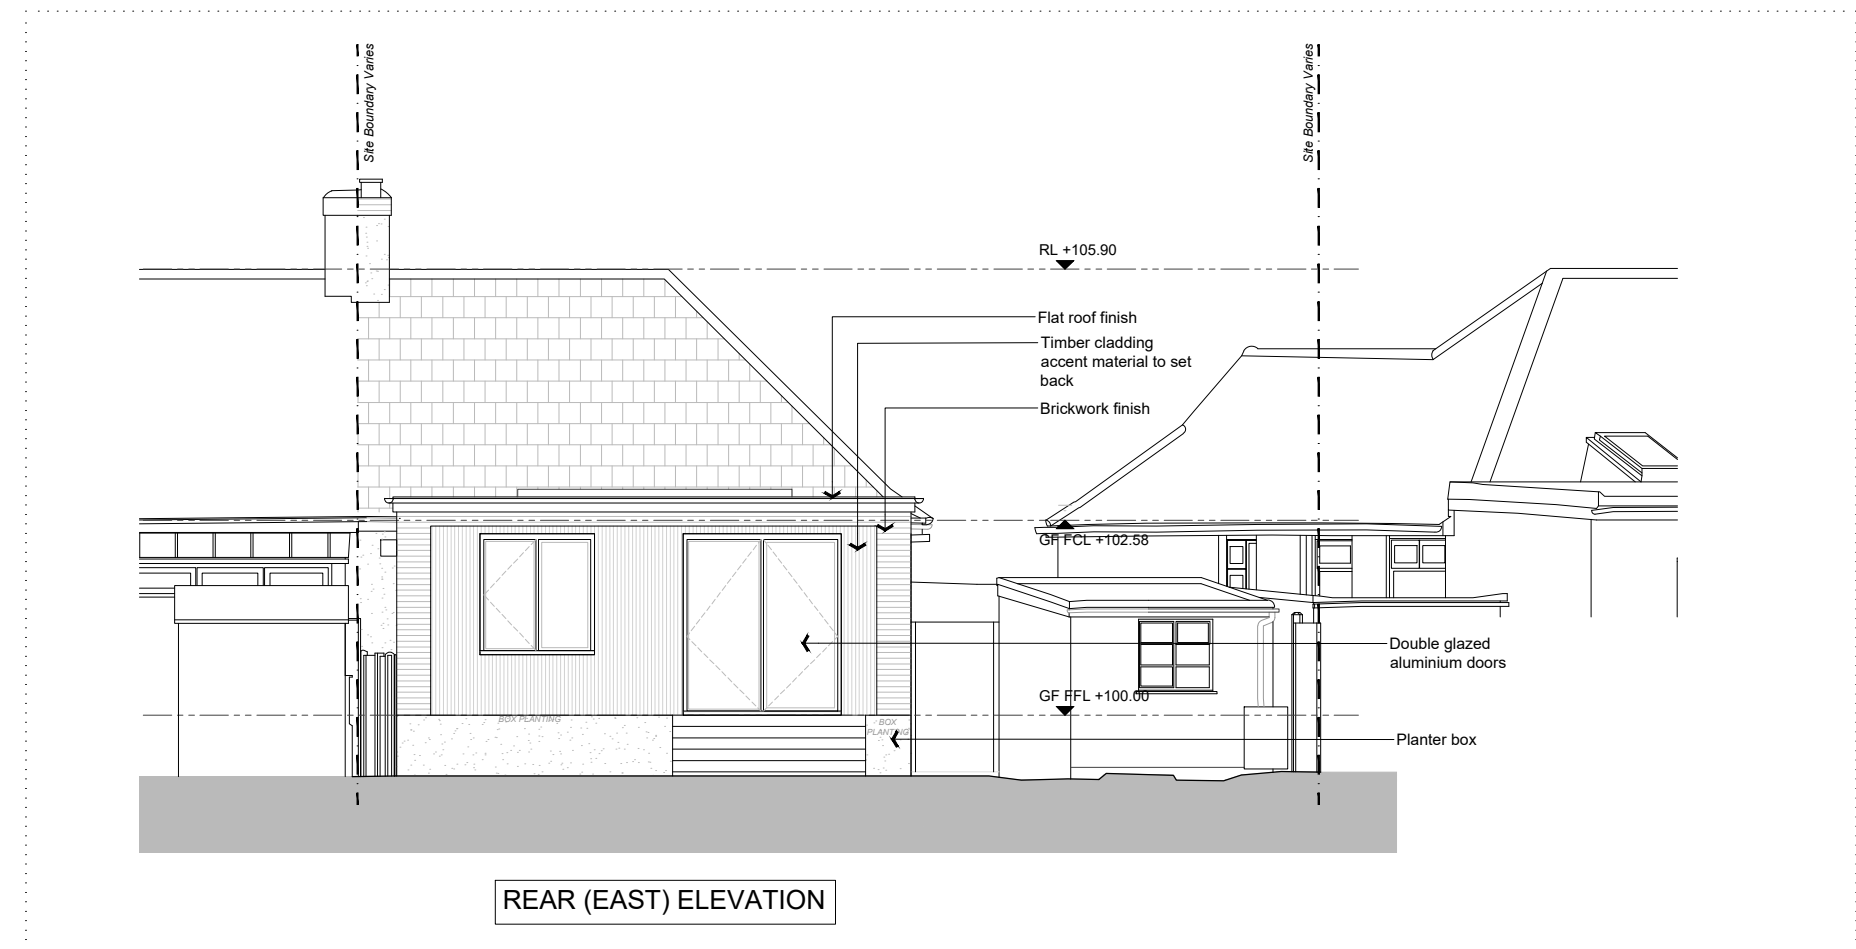 Site Boundary Varies
Site Boundary Varies
RL +105.90
Flat roof finish
Timber cladding
accent material to set
back
Brickwork finish
GF FCL +102.58
Double glazed
aluminium doors
GF FFL +100.00
BOX PLANTING
BOX
PLANTING
Planter box
REAR (EAST) ELEVATION